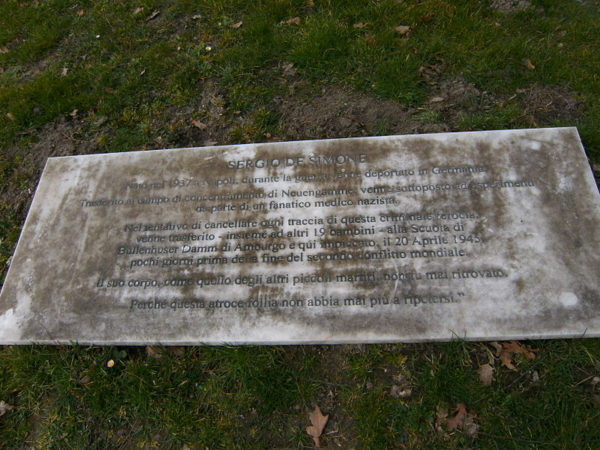 SERGIO DE SIMONE
Nato nel 1937 a Napoli, durante la guerra venne deportato in Germania.
Trasferito al campo di concentramento di Neuengamme, venne sottoposto ad esperimenti
da parte di un fanatico medico nazista.
Nel tentativo di cancellare ogni traccia di questa criminale ferocia,
venne trasferito - insieme ad altri 19 bambini - alla Scuola di
Bullenhuser Damm di Amburgo e qui impiccato, il 20 Aprile 1945,
pochi giorni prima della fine del secondo conflitto mondiale.
Il suo corpo, come quello degli altri piccoli martiri, non fu mai ritrovato.
"Perché questa atroce follia non abbia mai più a ripetersi."